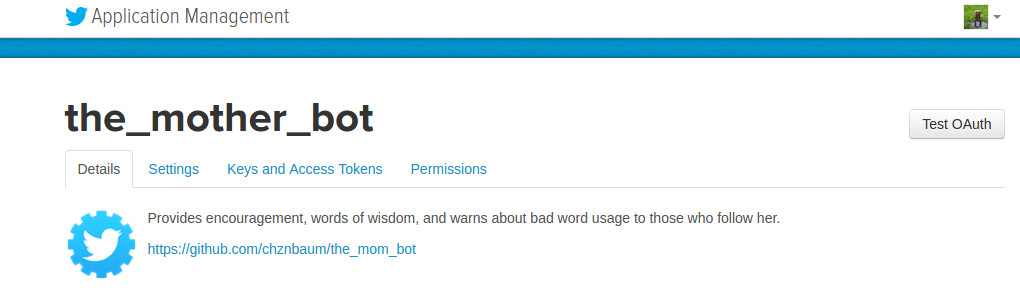 Application Management
the_mother_bot
Test OAuth
Details Settings Keys and Access Tokens Permissions
Provides encouragement, words of wisdom, and warns about bad word usage to those who follow her.
https://github.com/chznbaum/the_mom_bot